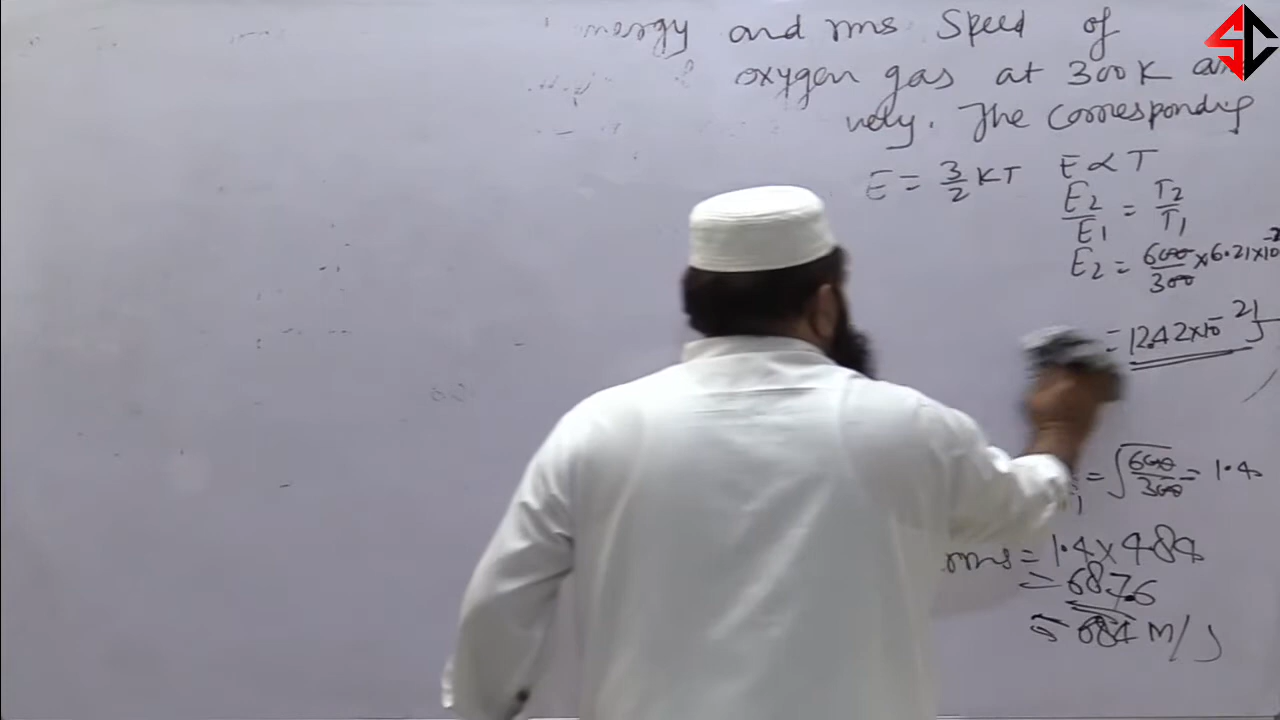 energy and rms Speed of
oxygen gas at 300K
The corresponding
E = 3/2 KT E ∝ T
E2/E1 = T2/T1
E2 = 600/300 × 6.21×10
= 12.42×10^-21 J
= √600/300 = 1.4
rms = 1.4×484
= 687.6
= 684 m/s
SC